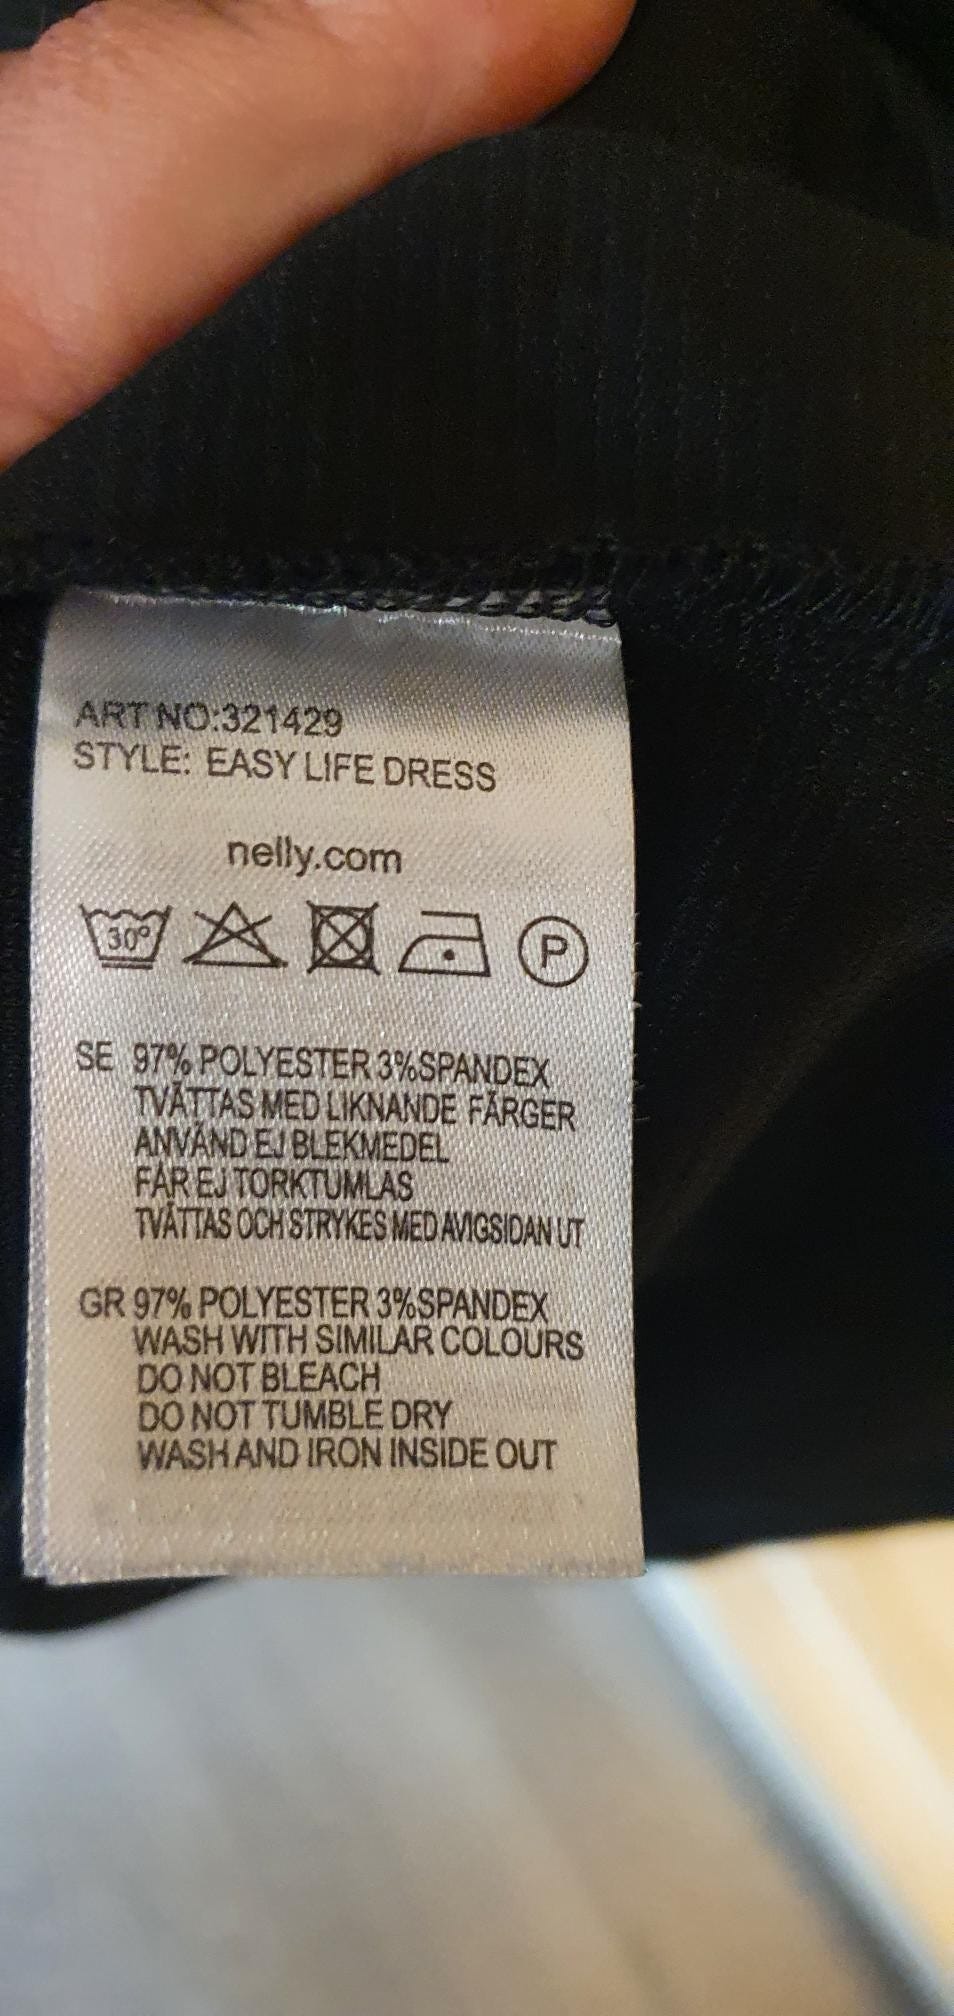 ART NO:321429
STYLE: EASY LIFE DRESS
nelly.com
30° P
SE 97% POLYESTER 3%SPANDEX
TVÄTTAS MED LIKNANDE FÄRGER
ANVÄND EJ BLEKMEDEL
FÅR EJ TORKTUMLAS
TVÄTTAS OCH STRYKES MED AVIGSIDAN UT
GR 97% POLYESTER 3%SPANDEX
WASH WITH SIMILAR COLOURS
DO NOT BLEACH
DO NOT TUMBLE DRY
WASH AND IRON INSIDE OUT